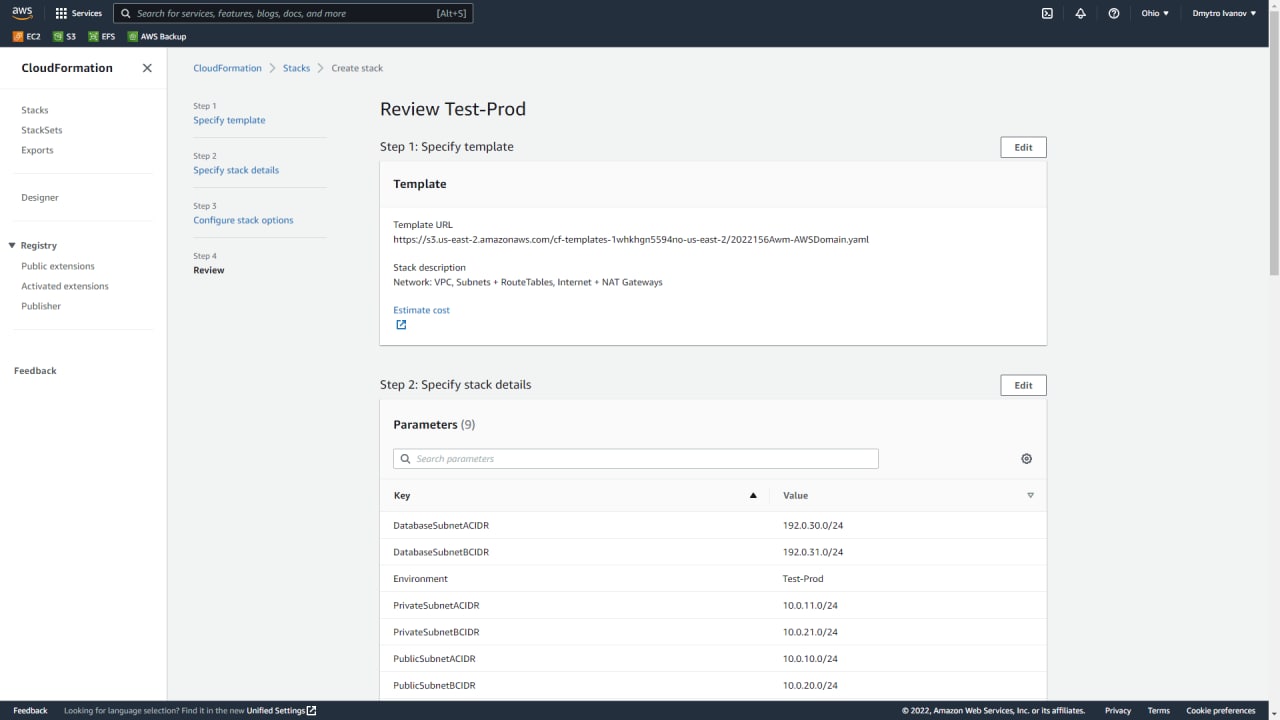 aws Services Search for services, features, blogs, docs, and more [Alt+S] Ohio Dmytro Ivanov
EC2 S3 EFS AWS Backup
CloudFormation
Stacks
StackSets
Exports
Designer
Registry
Public extensions
Activated extensions
Publisher
Feedback
CloudFormation Stacks Create stack
Step 1
Specify template
Step 2
Specify stack details
Step 3
Configure stack options
Step 4
Review
Review Test-Prod
Step 1: Specify template Edit
Template
Template URL
https://s3.us-east-2.amazonaws.com/cf-templates-1whkhgn5594no-us-east-2/2022156Awm-AWSDomain.yaml
Stack description
Network: VPC, Subnets + RouteTables, Internet + NAT Gateways
Estimate cost
Step 2: Specify stack details Edit
Parameters (9)
Search parameters
Key Value
DatabaseSubnetACIDR 192.0.30.0/24
DatabaseSubnetBCIDR 192.0.31.0/24
Environment Test-Prod
PrivateSubnetACIDR 10.0.11.0/24
PrivateSubnetBCIDR 10.0.21.0/24
PublicSubnetACIDR 10.0.10.0/24
PublicSubnetBCIDR 10.0.20.0/24
Feedback Looking for language selection? Find it in the new Unified Settings © 2022, Amazon Web Services, Inc. or its affiliates. Privacy Terms Cookie preferences